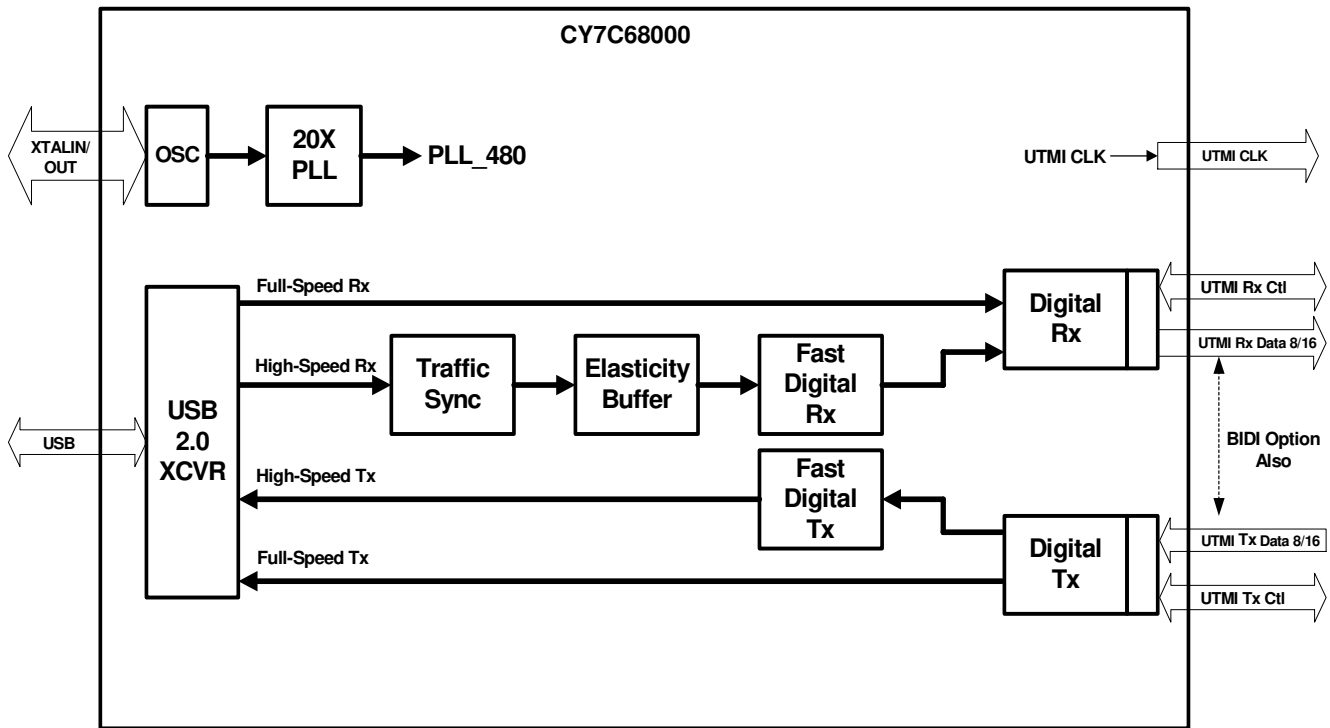 CY7C68000
XTALIN/
OUT
OSC
20X
PLL
PLL_480
UTMI CLK
UTMI CLK
Full-Speed Rx
Digital
Rx
UTMI Rx Ctl
UTMI Rx Data 8/16
High-Speed Rx
Traffic
Sync
Elasticity
Buffer
Fast
Digital
Rx
USB
USB
2.0
XCVR
BIDI Option
Also
High-Speed Tx
Fast
Digital
Tx
Full-Speed Tx
Digital
Tx
UTMI Tx Data 8/16
UTMI Tx Ctl